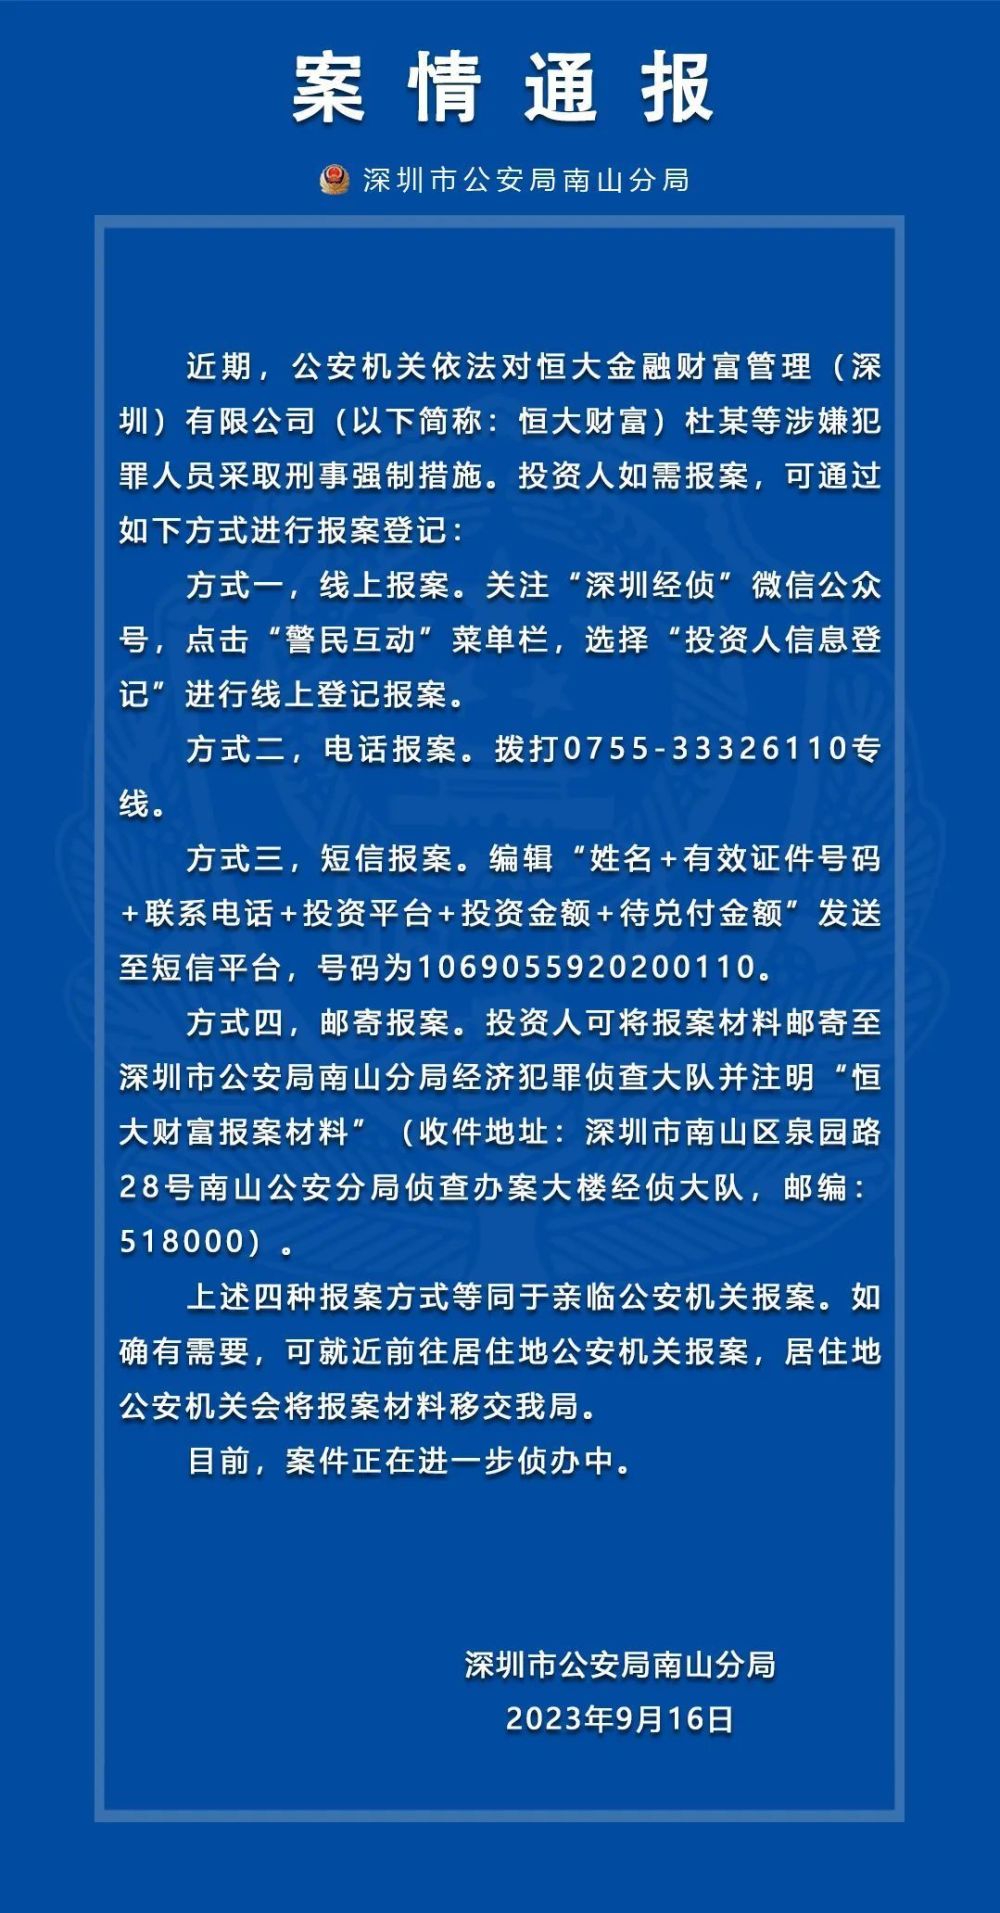 案情通报
深圳市公安局南山分局
近期，公安机关依法对恒大金融财富管理（深
圳）有限公司（以下简称：恒大财富）杜某等涉嫌犯
罪人员采取刑事强制措施。投资人如需报案，可通过
如下方式进行报案登记：
方式一，线上报案。关注“深圳经侦”微信公众
号，点击“警民互动”菜单栏，选择“投资人信息登
记”进行线上登记报案。
方式二，电话报案。拨打0755-33326110专
线。
方式三，短信报案。编辑“姓名+有效证件号码
+联系电话+投资平台+投资金额+待兑付金额”发送
至短信平台，号码为1069055920200110。
方式四，邮寄报案。投资人可将报案材料邮寄至
深圳市公安局南山分局经济犯罪侦查大队并注明“恒
大财富报案材料”（收件地址：深圳市南山区泉园路
28号南山公安分局侦查办案大楼经侦大队，邮编：
518000）。
上述四种报案方式等同于亲临公安机关报案。如
确有需要，可就近前往居住地公安机关报案，居住地
公安机关会将报案材料移交我局。
目前，案件正在进一步侦办中。
深圳市公安局南山分局
2023年9月16日